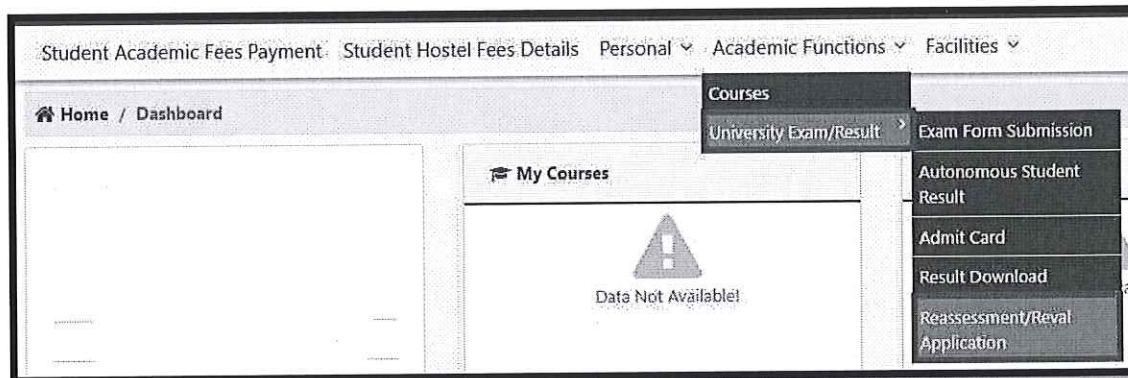 Student Academic Fees Payment Student Hostel Fees Details Personal Academic Functions Facilities
Home / Dashboard
Courses
University Exam/Result
Exam Form Submission
Autonomous Student
Result
Admit Card
Result Download
Reassessment/Reval
Application
My Courses
Data Not Available!